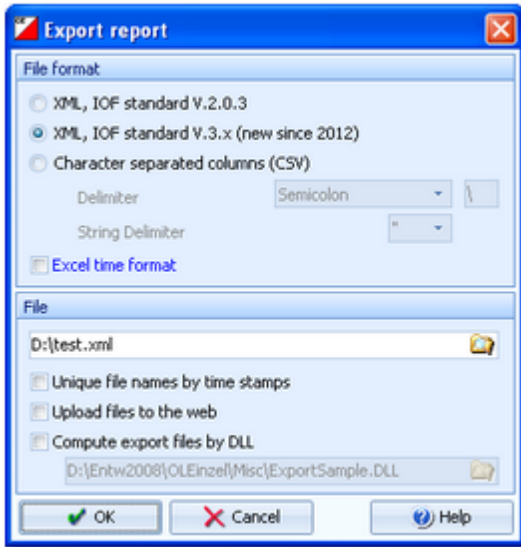 Export report
File format
XML, IOF standard V.2.0.3
XML, IOF standard V.3.x (new since 2012)
Character separated columns (CSV)
Delimiter Semicolon \
String Delimiter "
Excel time format
File
D:\test.xml
Unique file names by time stamps
Upload files to the web
Compute export files by DLL
D:\Entw2008\OLEinzel\Misc\ExportSample.DLL
OK Cancel Help